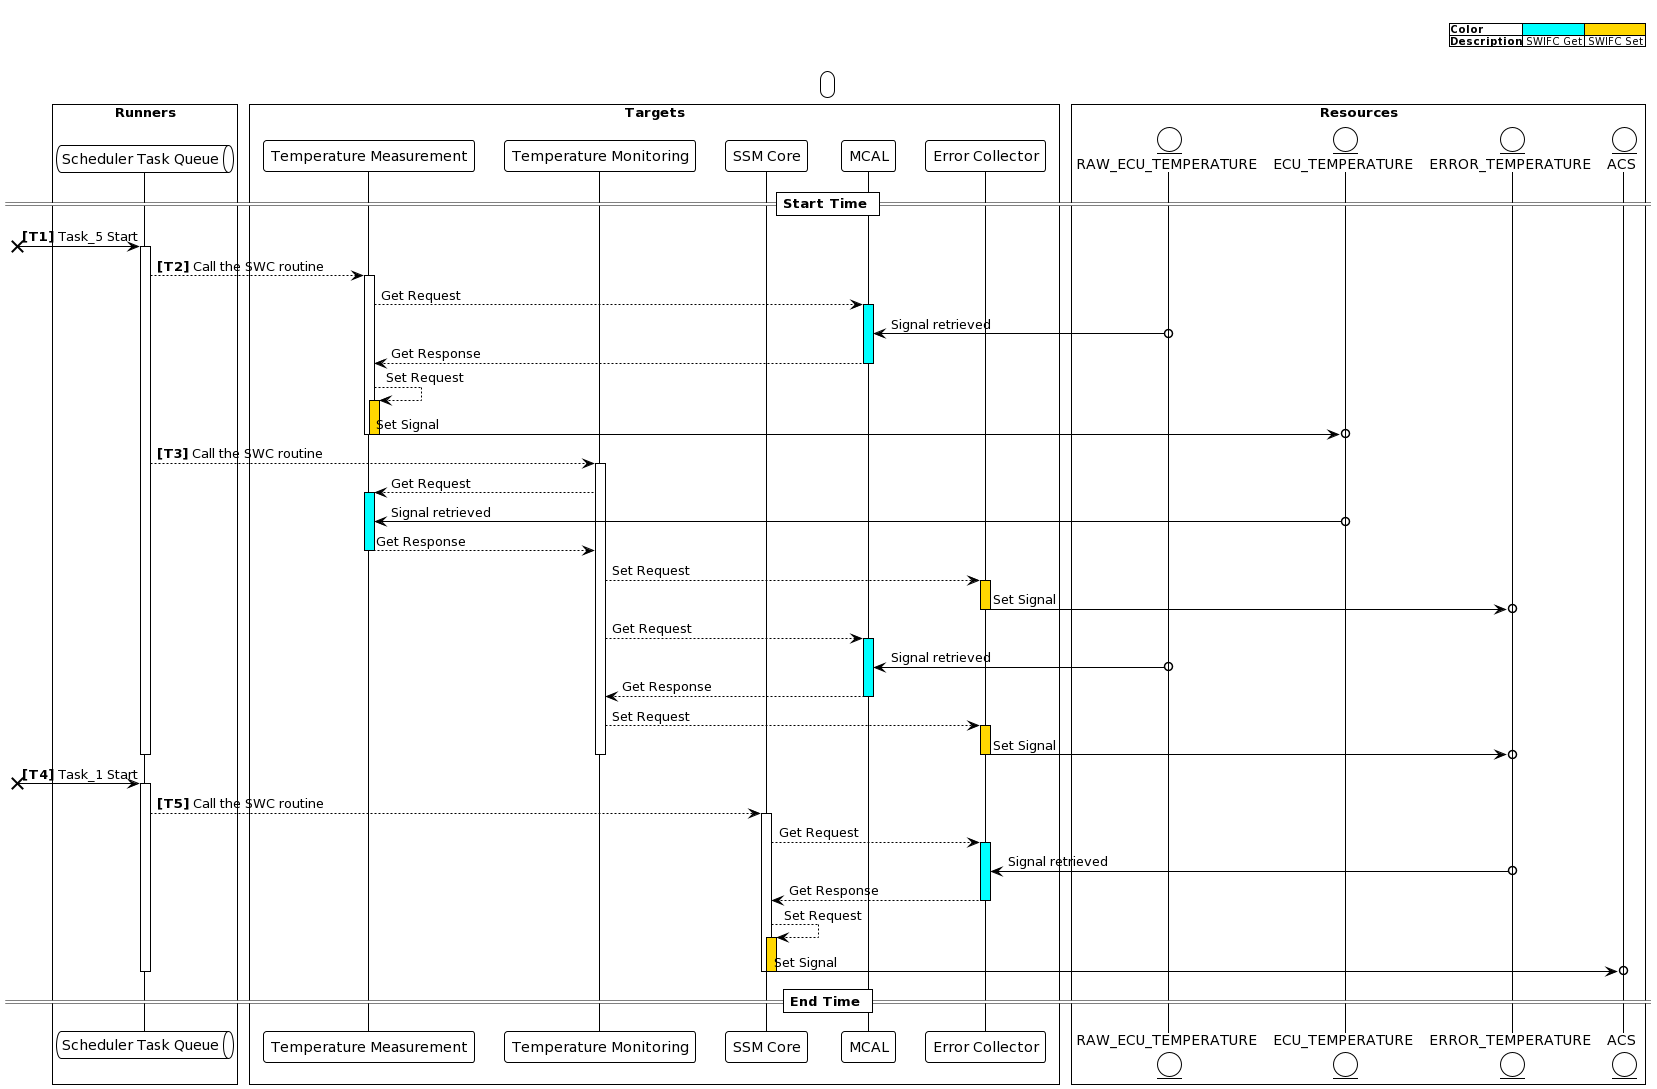 Color
Description SWIFC Get SWIFC Set
Runners Targets Resources
Scheduler Task Queue Temperature Measurement Temperature Monitoring SSM Core MCAL Error Collector RAW_ECU_TEMPERATURE ECU_TEMPERATURE ERROR_TEMPERATURE ACS
Start Time
[T1] Task_5 Start
[T2] Call the SWC routine
Get Request
Signal retrieved
Get Response
Set Request
Set Signal
[T3] Call the SWC routine
Get Request
Signal retrieved
Get Response
Set Request
Set Signal
Get Request
Signal retrieved
Get Response
Set Request
Set Signal
[T4] Task_1 Start
[T5] Call the SWC routine
Get Request
Signal retrieved
Get Response
Set Request
Set Signal
End Time
Scheduler Task Queue Temperature Measurement Temperature Monitoring SSM Core MCAL Error Collector RAW_ECU_TEMPERATURE ECU_TEMPERATURE ERROR_TEMPERATURE ACS